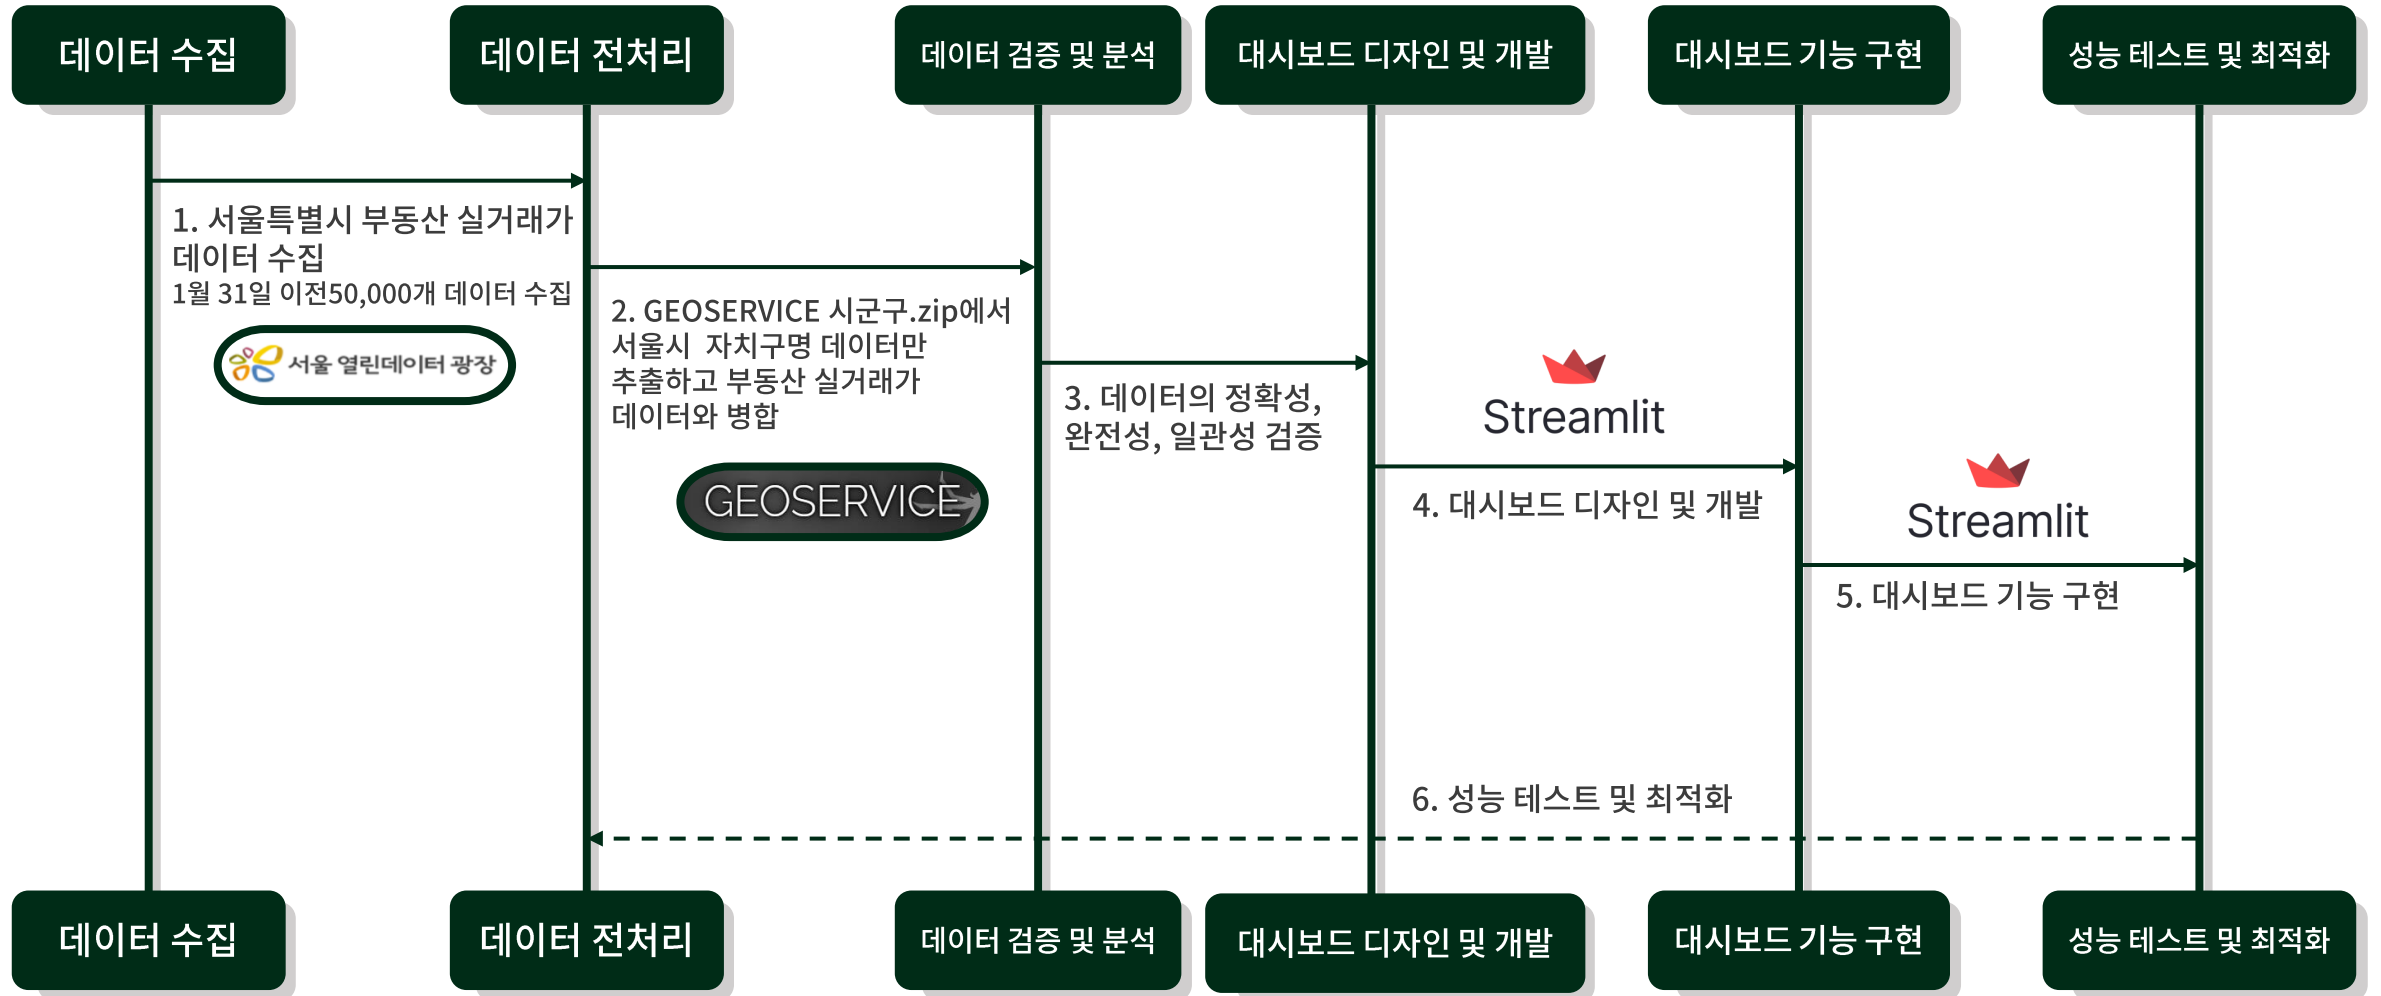 데이터 수집
데이터 전처리
데이터 검증 및 분석
대시보드 디자인 및 개발
대시보드 기능 구현
성능 테스트 및 최적화
1. 서울특별시 부동산 실거래가
데이터 수집
1월 31일 이전50,000개 데이터 수집
서울 열린데이터 광장
2. GEOSERVICE 시군구.zip에서
서울시 자치구명 데이터만
추출하고 부동산 실거래가
데이터와 병합
GEOSERVICE
3. 데이터의 정확성,
완전성, 일관성 검증
Streamlit
4. 대시보드 디자인 및 개발
Streamlit
5. 대시보드 기능 구현
6. 성능 테스트 및 최적화
데이터 수집
데이터 전처리
데이터 검증 및 분석
대시보드 디자인 및 개발
대시보드 기능 구현
성능 테스트 및 최적화